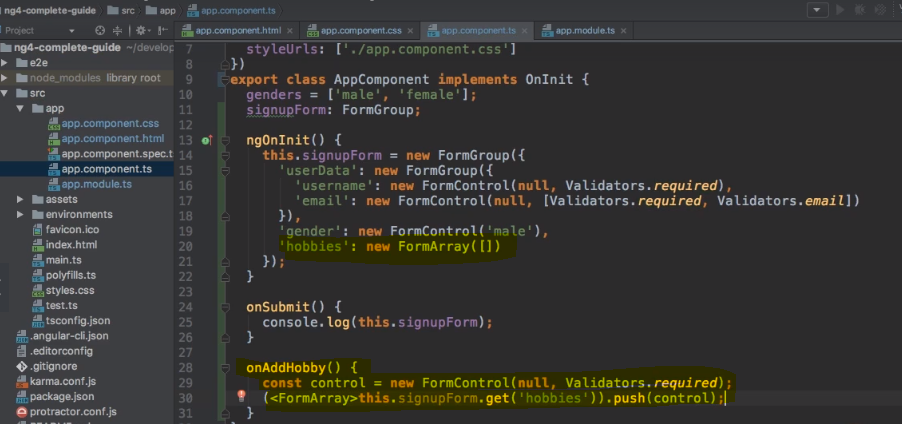 ng4-complete-guide src app app.component.ts
Project app.component.html app.component.css app.component.ts app.module.ts
ng4-complete-guide ~/develop
e2e
node_modules library root
src
app
app.component.css
app.component.html
app.component.spec.t
app.component.ts
app.module.ts
assets
environments
favicon.ico
index.html
main.ts
polyfills.ts
styles.css
test.ts
tsconfig.json
.angular-cli.json
.editorconfig
.gitignore
karma.conf.js
package.json
protractor.conf.js
7 styleUrls: ['./app.component.css']
8 })
9 export class AppComponent implements OnInit {
10 genders = ['male', 'female'];
11 signupForm: FormGroup;
12
13 ngOnInit() {
14 this.signupForm = new FormGroup({
15 'userData': new FormGroup({
16 'username': new FormControl(null, Validators.required),
17 'email': new FormControl(null, [Validators.required, Validators.email])
18 }),
19 'gender': new FormControl('male'),
20 'hobbies': new FormArray([])
21 });
22 }
23
24 onSubmit() {
25 console.log(this.signupForm);
26 }
27
28 onAddHobby() {
29 const control = new FormControl(null, Validators.required);
30 (<FormArray>this.signupForm.get('hobbies')).push(control);
31 }